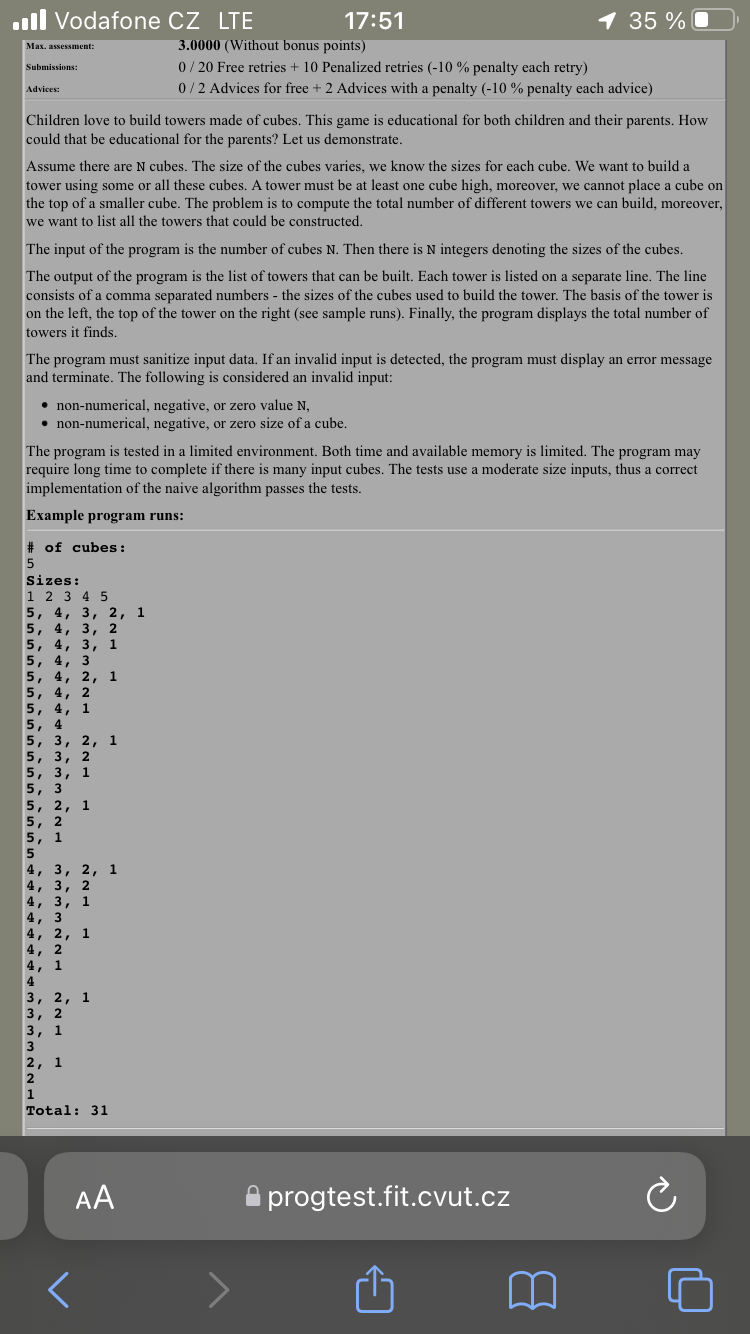 Vodafone CZ LTE 17:51 35 %
Max. assessment: 3.0000 (Without bonus points)
Submissions: 0 / 20 Free retries + 10 Penalized retries (-10 % penalty each retry)
Advices: 0 / 2 Advices for free + 2 Advices with a penalty (-10 % penalty each advice)
Children love to build towers made of cubes. This game is educational for both children and their parents. How
could that be educational for the parents? Let us demonstrate.
Assume there are N cubes. The size of the cubes varies, we know the sizes for each cube. We want to build a
tower using some or all these cubes. A tower must be at least one cube high, moreover, we cannot place a cube on
the top of a smaller cube. The problem is to compute the total number of different towers we can build, moreover,
we want to list all the towers that could be constructed.
The input of the program is the number of cubes N. Then there is N integers denoting the sizes of the cubes.
The output of the program is the list of towers that can be built. Each tower is listed on a separate line. The line
consists of a comma separated numbers - the sizes of the cubes used to build the tower. The basis of the tower is
on the left, the top of the tower on the right (see sample runs). Finally, the program displays the total number of
towers it finds.
The program must sanitize input data. If an invalid input is detected, the program must display an error message
and terminate. The following is considered an invalid input:
• non-numerical, negative, or zero value N,
• non-numerical, negative, or zero size of a cube.
The program is tested in a limited environment. Both time and available memory is limited. The program may
require long time to complete if there is many input cubes. The tests use a moderate size inputs, thus a correct
implementation of the naive algorithm passes the tests.
Example program runs:
# of cubes:
5
Sizes:
1 2 3 4 5
5, 4, 3, 2, 1
5, 4, 3, 2
5, 4, 3, 1
5, 4, 3
5, 4, 2, 1
5, 4, 2
5, 4, 1
5, 4
5, 3, 2, 1
5, 3, 2
5, 3, 1
5, 3
5, 2, 1
5, 2
5, 1
5
4, 3, 2, 1
4, 3, 2
4, 3, 1
4, 3
4, 2, 1
4, 2
4, 1
4
3, 2, 1
3, 2
3, 1
3
2, 1
2
1
Total: 31
AA progtest.fit.cvut.cz